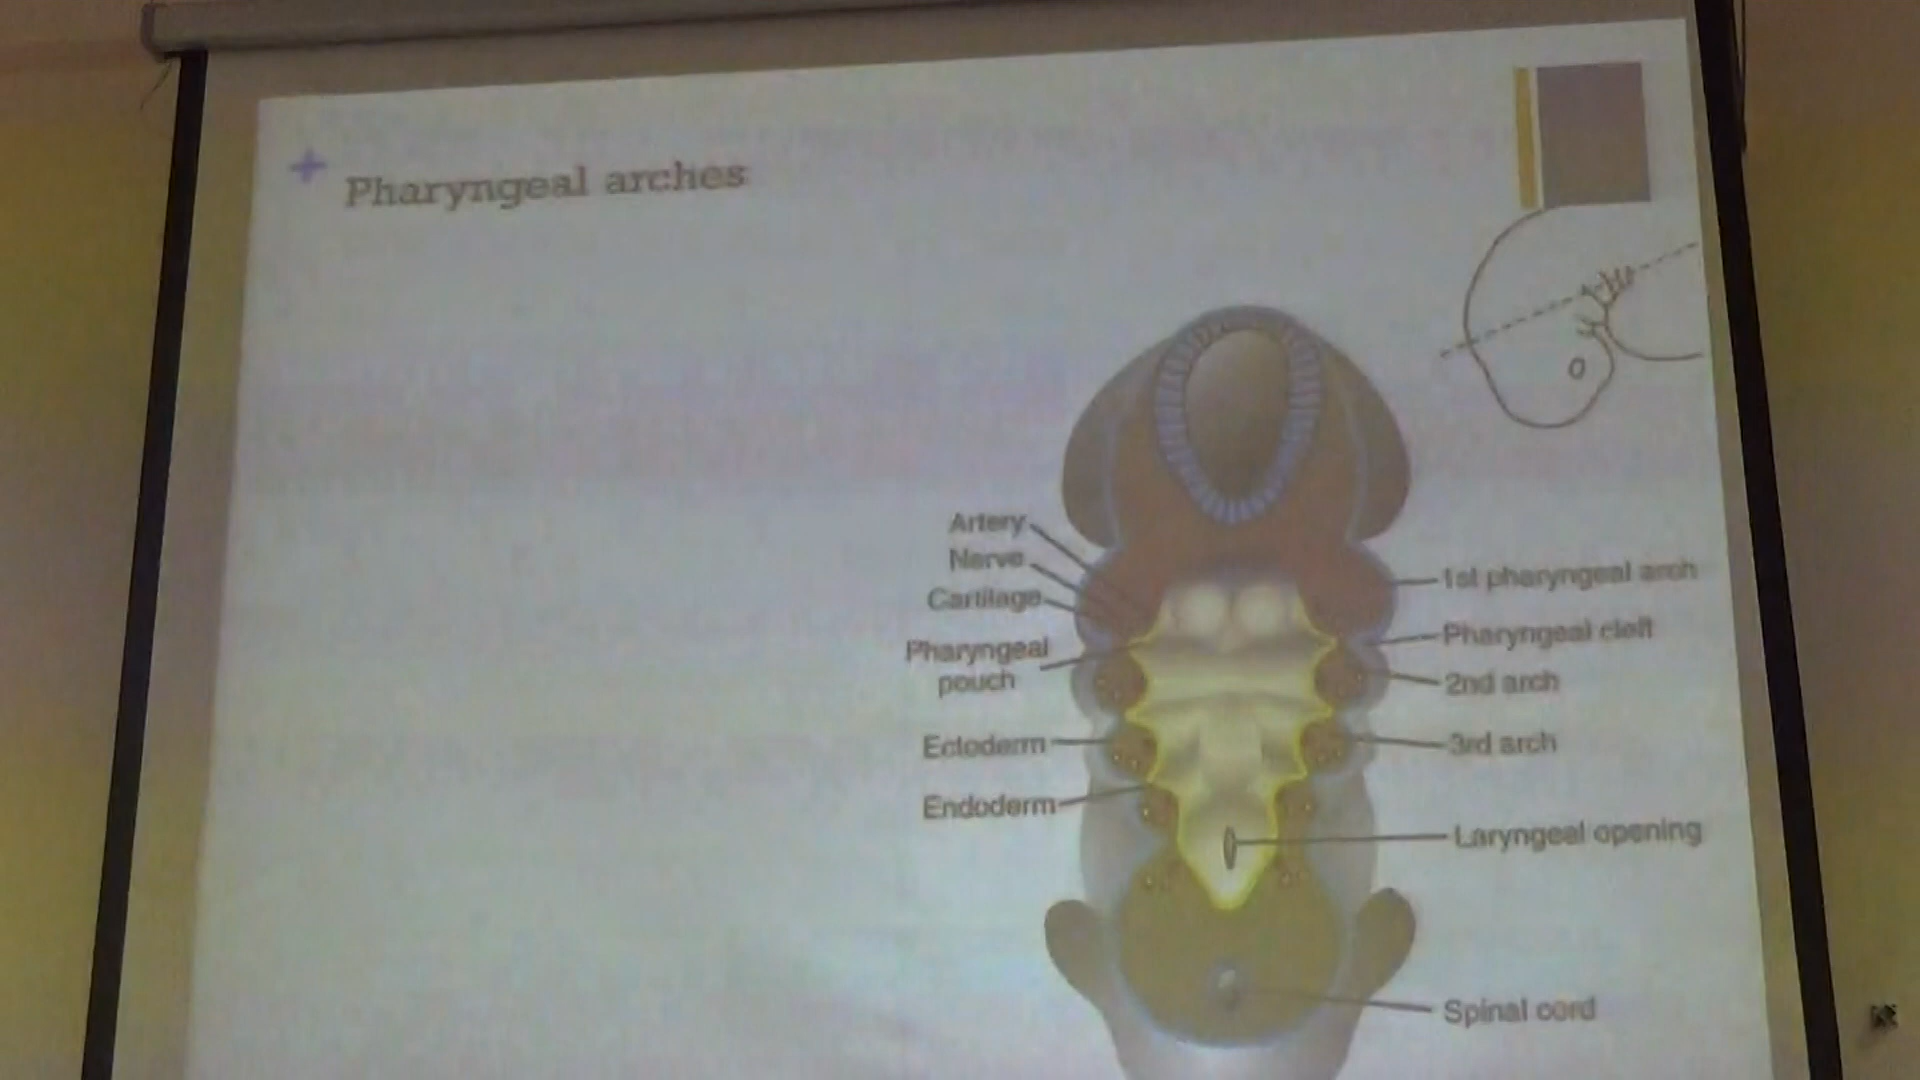 + Pharyngeal arches
Artery
Nerve
Cartilage
Pharyngeal
pouch
Ectoderm
Endoderm
1st pharyngeal arch
Pharyngeal cleft
2nd arch
3rd arch
Laryngeal opening
Spinal cord